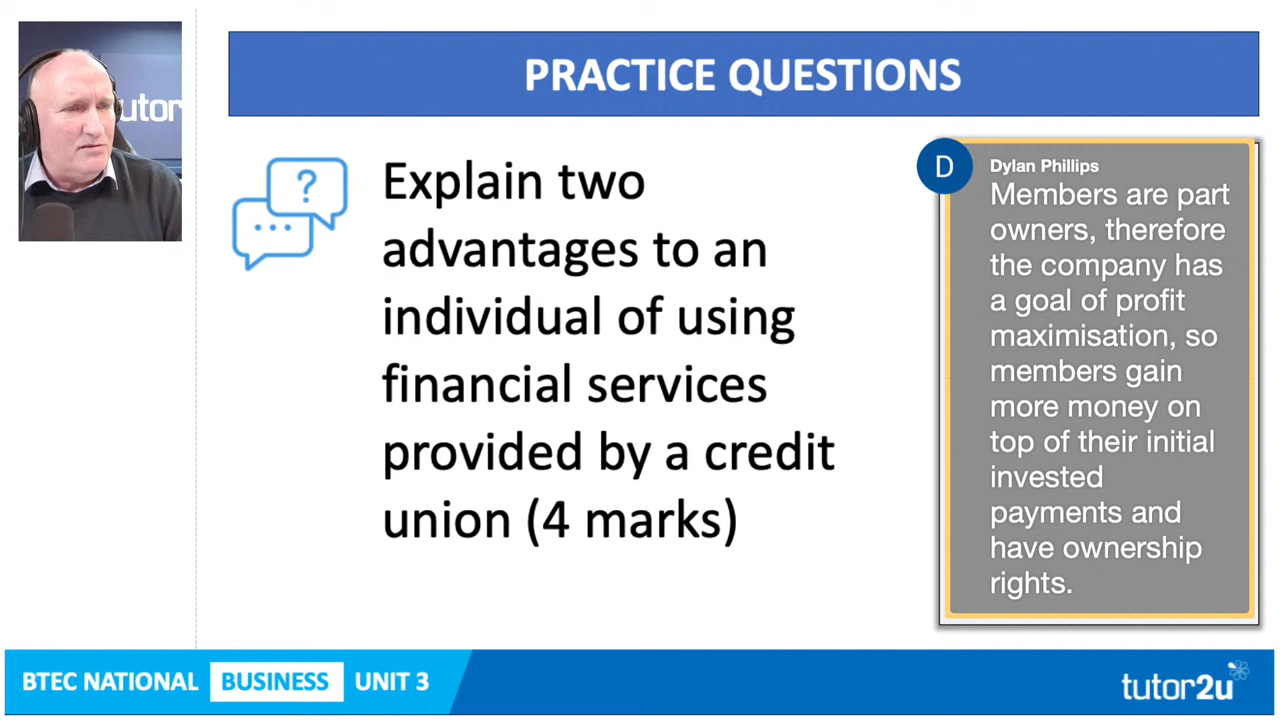 utor
PRACTICE QUESTIONS
?
Explain two
advantages to an
individual of using
financial services
provided by a credit
union (4 marks)
D
Dylan Phillips
Members are part
owners, therefore
the company has
a goal of profit
maximisation, so
members gain
more money on
top of their initial
invested
payments and
have ownership
rights.
BTEC NATIONAL BUSINESS UNIT 3
tutor2u